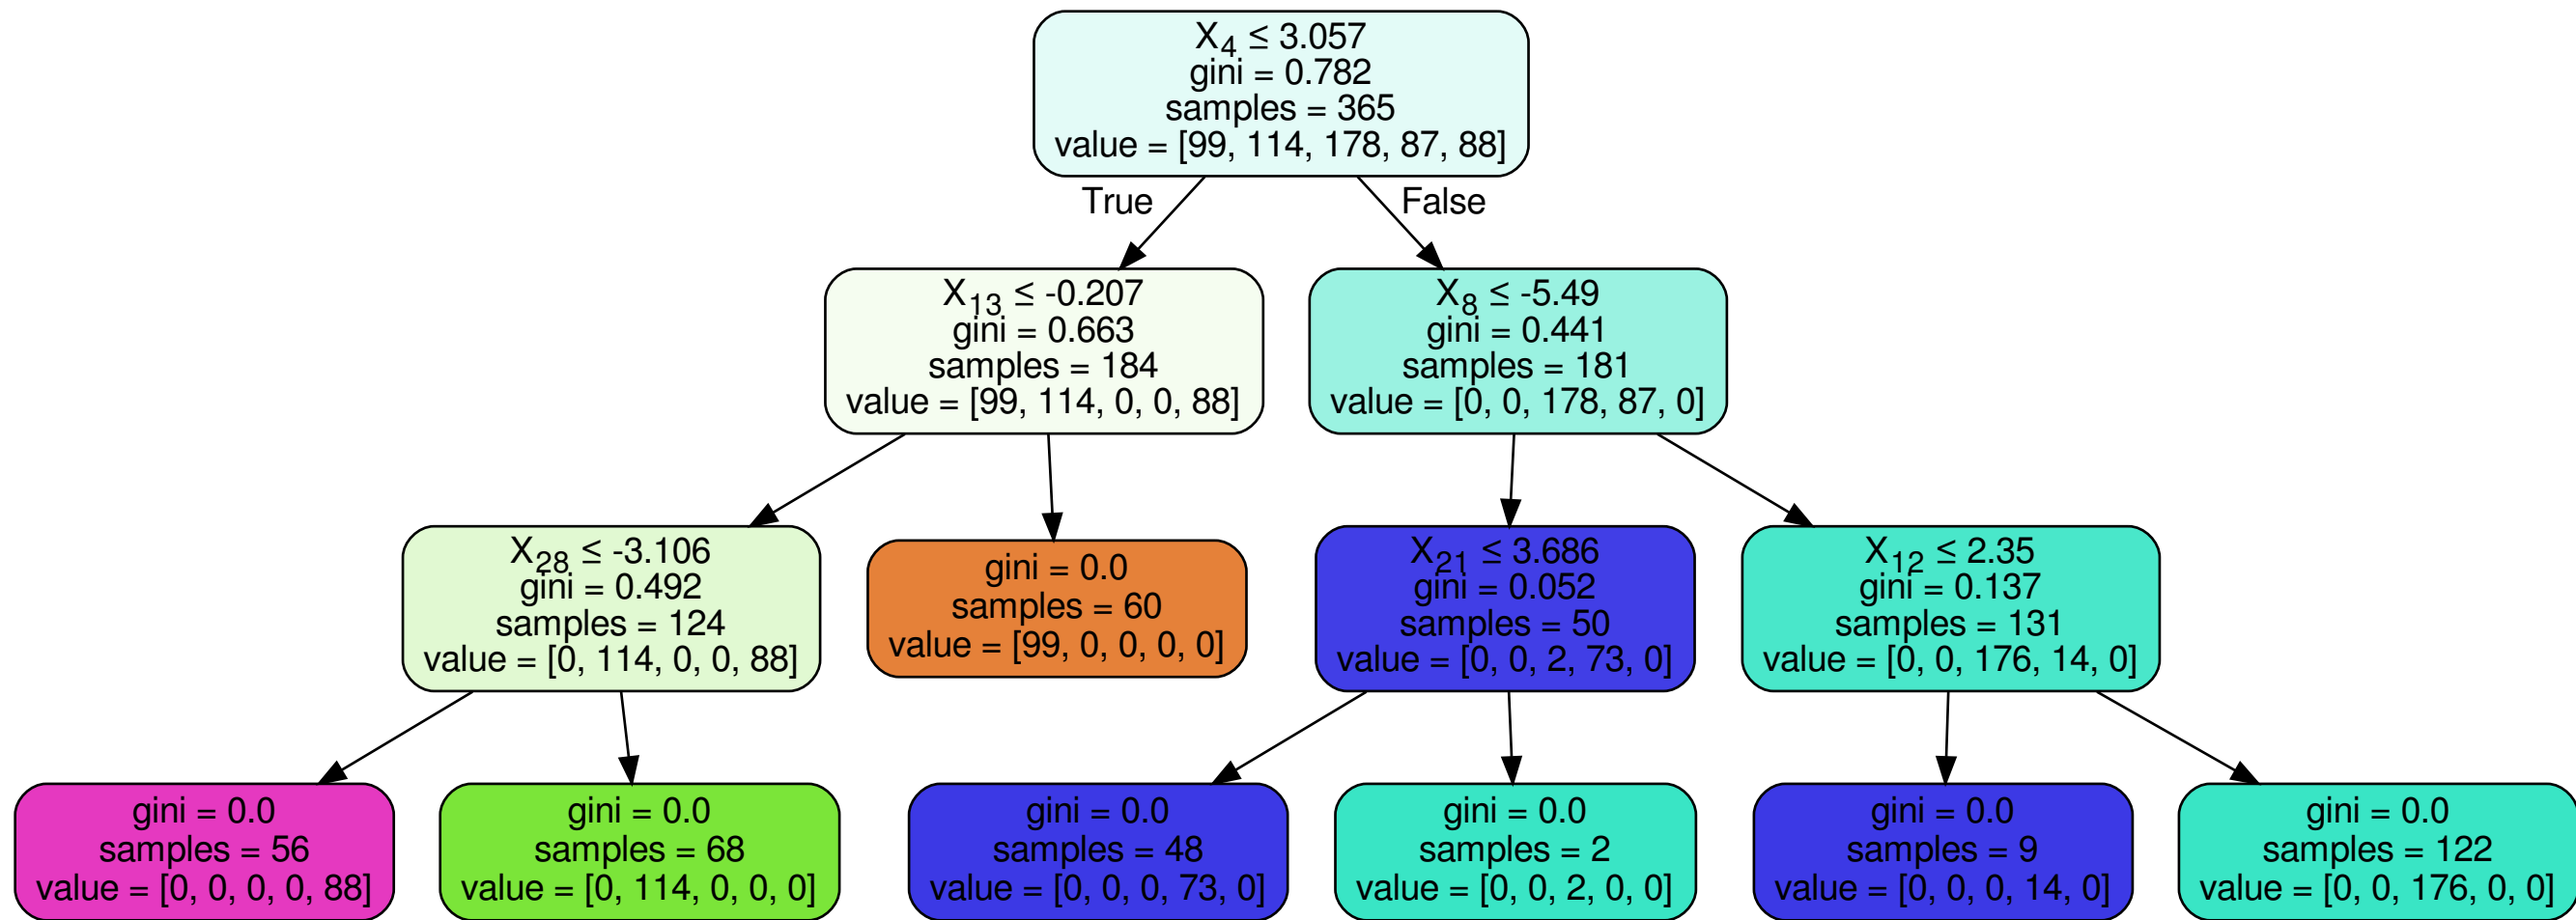 X₄ ≤ 3.057
gini = 0.782
samples = 365
value = [99, 114, 178, 87, 88]
True
False
X₁₃ ≤ -0.207
gini = 0.663
samples = 184
value = [99, 114, 0, 0, 88]
X₈ ≤ -5.49
gini = 0.441
samples = 181
value = [0, 0, 178, 87, 0]
X₂₈ ≤ -3.106
gini = 0.492
samples = 124
value = [0, 114, 0, 0, 88]
gini = 0.0
samples = 60
value = [99, 0, 0, 0, 0]
X₂₁ ≤ 3.686
gini = 0.052
samples = 50
value = [0, 0, 2, 73, 0]
X₁₂ ≤ 2.35
gini = 0.137
samples = 131
value = [0, 0, 176, 14, 0]
gini = 0.0
samples = 56
value = [0, 0, 0, 0, 88]
gini = 0.0
samples = 68
value = [0, 114, 0, 0, 0]
gini = 0.0
samples = 48
value = [0, 0, 0, 73, 0]
gini = 0.0
samples = 2
value = [0, 0, 2, 0, 0]
gini = 0.0
samples = 9
value = [0, 0, 0, 14, 0]
gini = 0.0
samples = 122
value = [0, 0, 176, 0, 0]